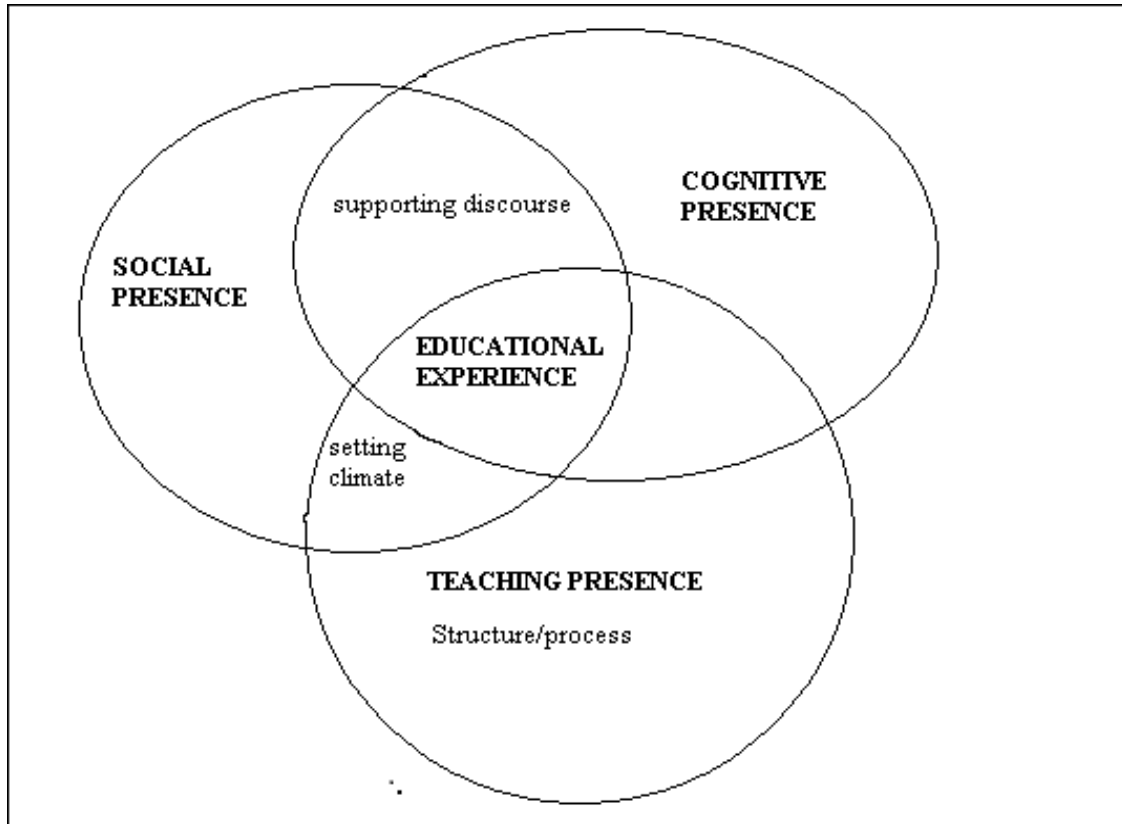 COGNITIVE
PRESENCE
supporting discourse
SOCIAL
PRESENCE
EDUCATIONAL
EXPERIENCE
setting
climate
TEACHING PRESENCE
Structure/process